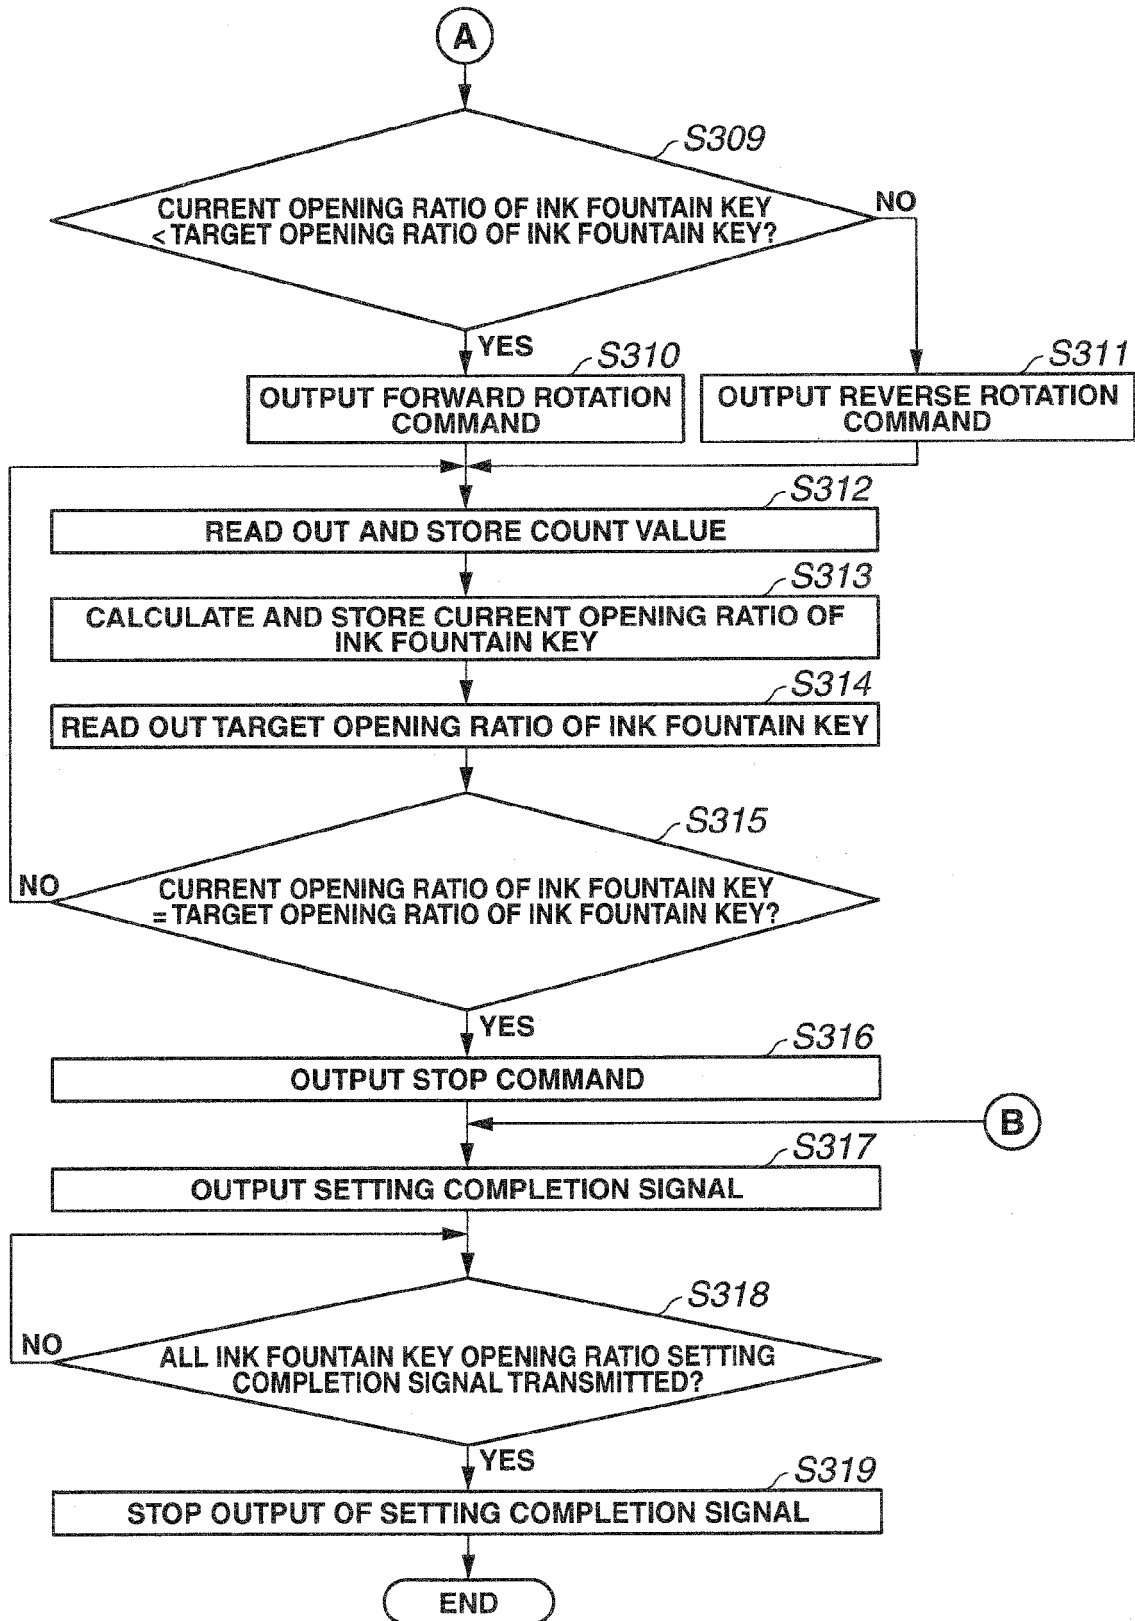 A
S309
CURRENT OPENING RATIO OF INK FOUNTAIN KEY
< TARGET OPENING RATIO OF INK FOUNTAIN KEY?
NO
YES
S310
S311
OUTPUT FORWARD ROTATION
COMMAND
OUTPUT REVERSE ROTATION
COMMAND
S312
READ OUT AND STORE COUNT VALUE
S313
CALCULATE AND STORE CURRENT OPENING RATIO OF
INK FOUNTAIN KEY
S314
READ OUT TARGET OPENING RATIO OF INK FOUNTAIN KEY
S315
NO
CURRENT OPENING RATIO OF INK FOUNTAIN KEY
= TARGET OPENING RATIO OF INK FOUNTAIN KEY?
YES
S316
OUTPUT STOP COMMAND
B
S317
OUTPUT SETTING COMPLETION SIGNAL
S318
NO
ALL INK FOUNTAIN KEY OPENING RATIO SETTING
COMPLETION SIGNAL TRANSMITTED?
YES
S319
STOP OUTPUT OF SETTING COMPLETION SIGNAL
END